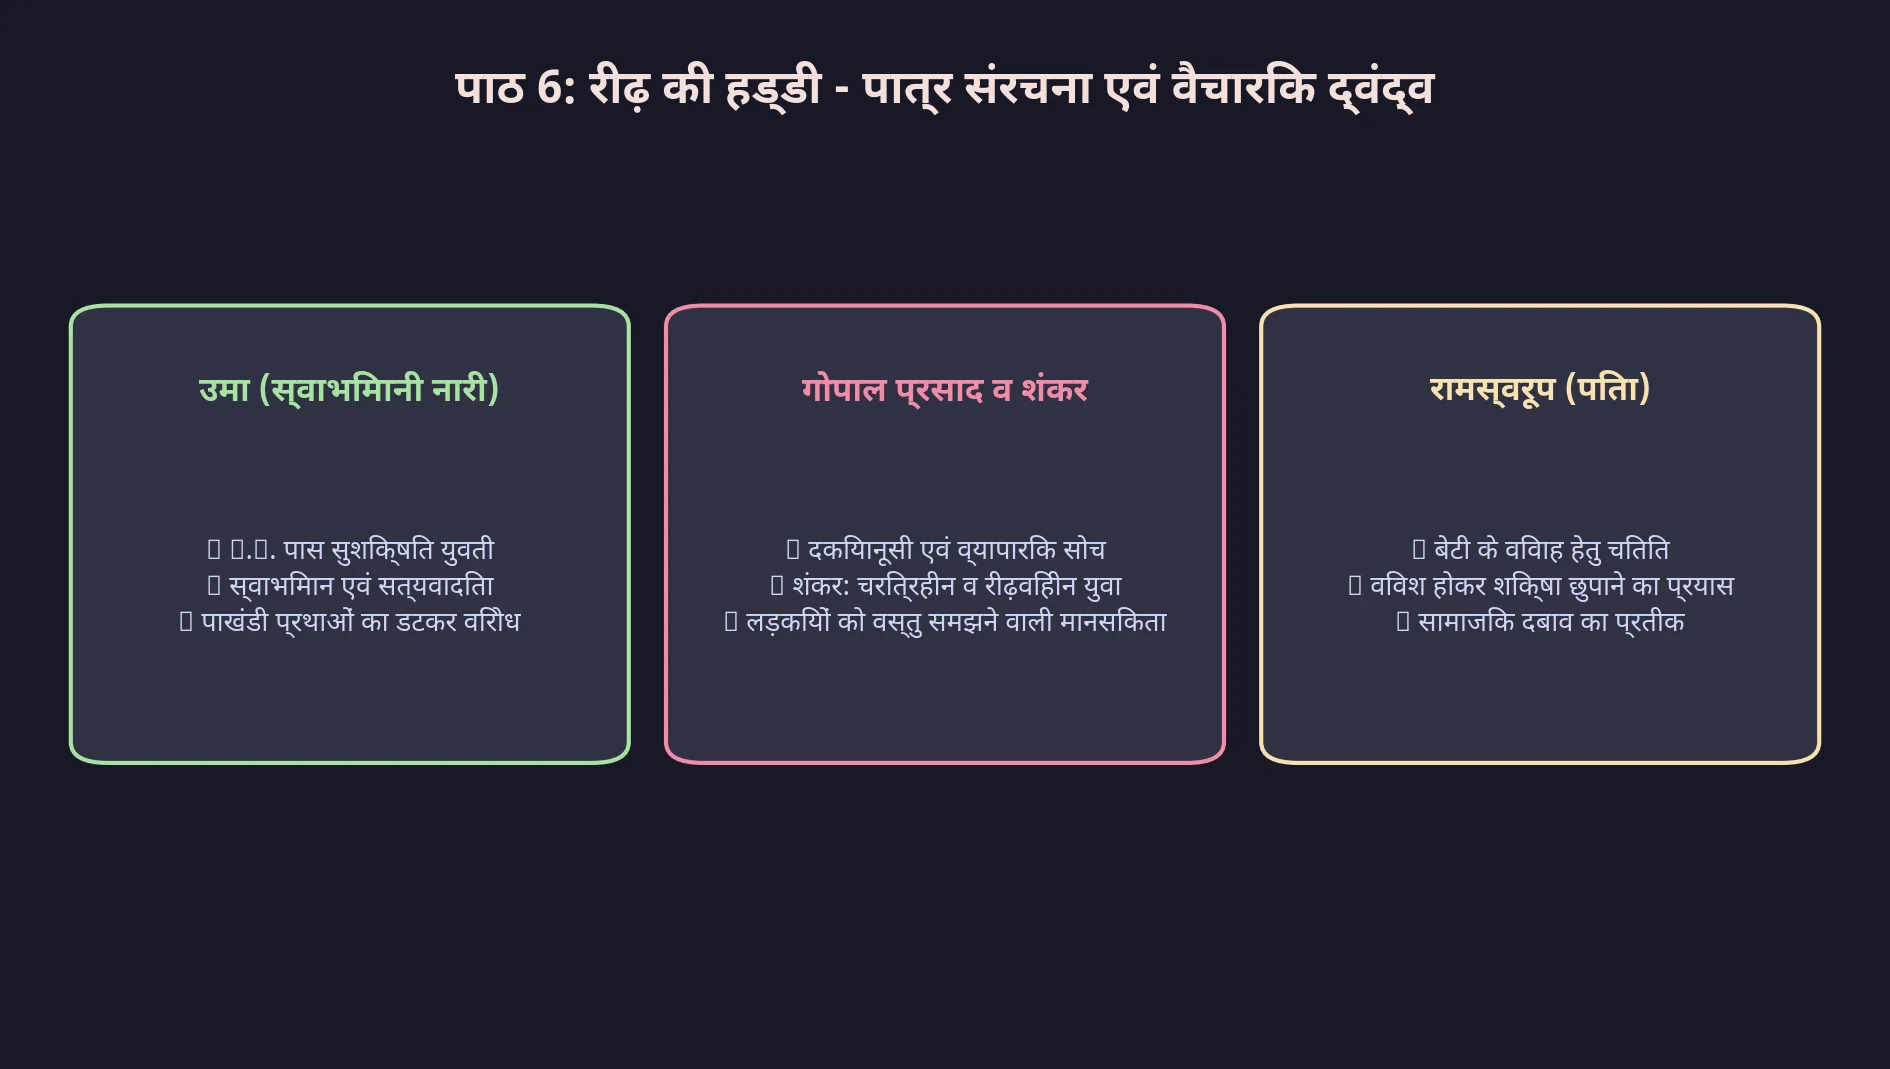 पाठ 6: रीढ़ की हड्डी - पात्र संरचना एवं वैचारिक द्वंद्व
उमा (स्वाभिमानी नारी)
पास सुशिक्षित युवती
स्वाभिमान एवं सत्यवादिता
पाखंडी प्रथाओं का डटकर विरोध
गोपाल प्रसाद व शंकर
दकियानूसी एवं व्यापारिक सोच
शंकर: चरित्रहीन व रीढ़विहीन युवा
लड़कियों को वस्तु समझने वाली मानसिकता
रामस्वरूप (पिता)
बेटी के विवाह हेतु चिंतित
विवश होकर शिक्षा छुपाने का प्रयास
सामाजिक दबाव का प्रतीक